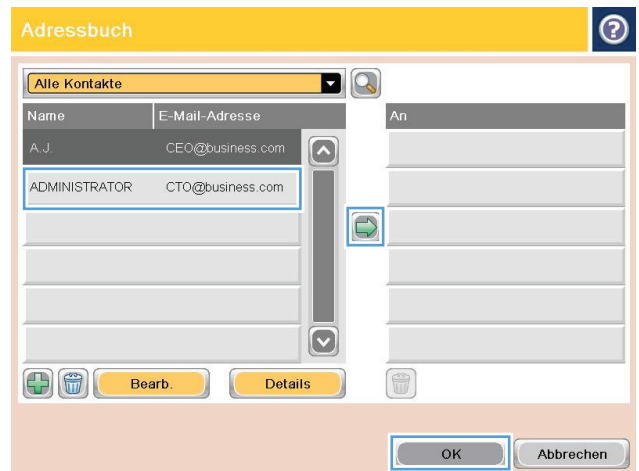 Adressbuch
?
Alle Kontakte
Name E-Mail-Adresse An
A.J. CEO@business.com
ADMINISTRATOR CTO@business.com
Bearb. Details
OK Abbrechen